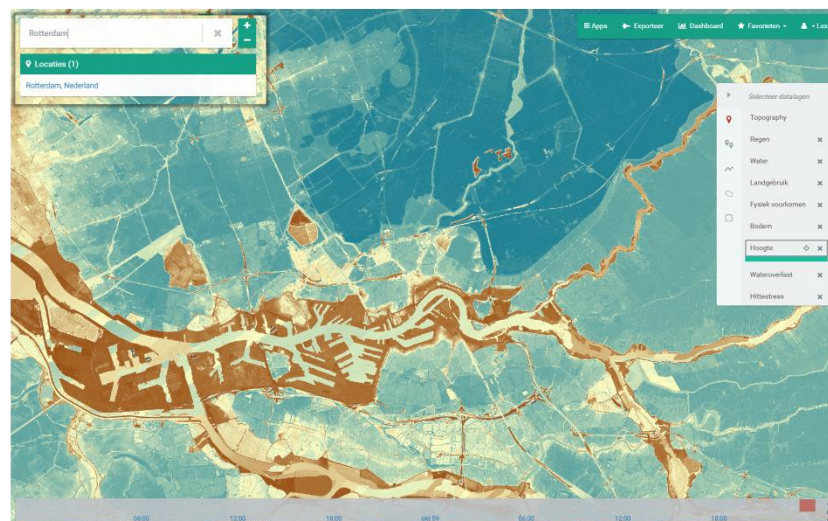 Rotterdam
Locaties (1)
Rotterdam, Nederland
Apps
Exporteer
Dashboard
Favorieten
Lex
Selecteer datalagen
Topography
Regen
Water
Landgebruik
Fysiek voorkomen
Bodem
Hoogte
Wateroverlast
Hittestress
06:00
12:00
18:00
okt 09
06:00
12:00
18:00